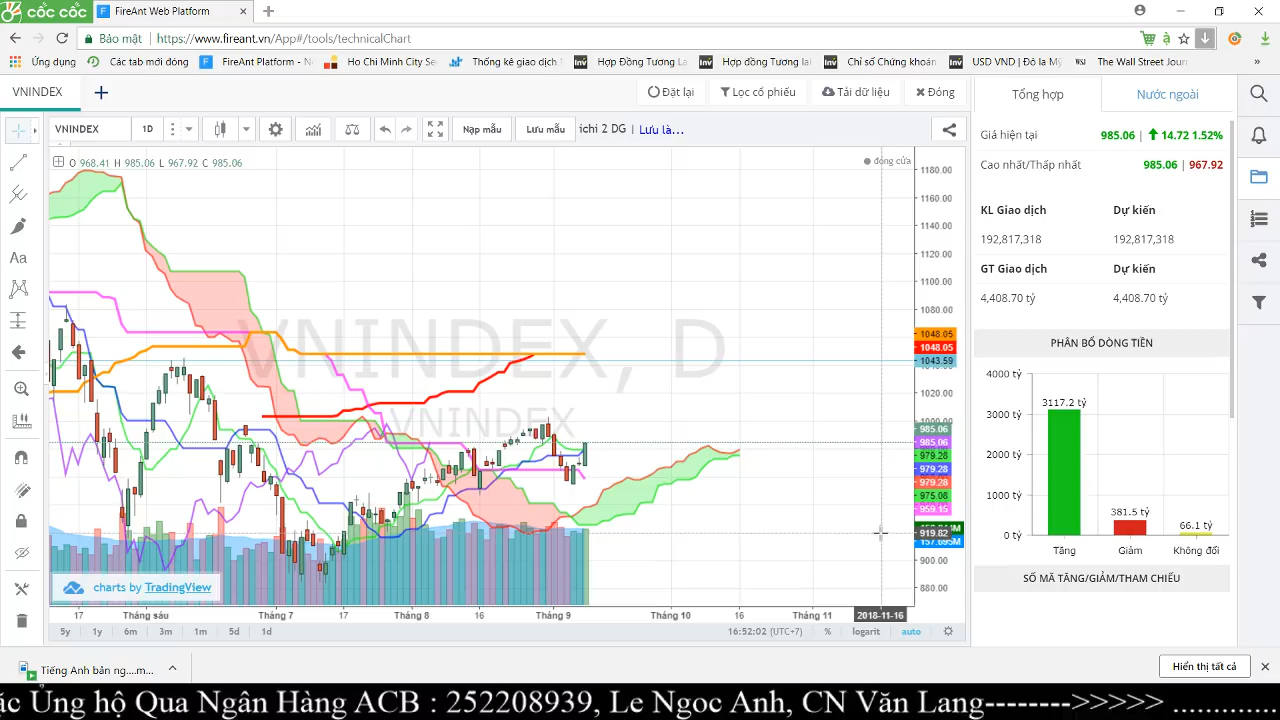 cốc cốc
FireAnt Web Platform
Bảo mật
https://www.fireant.vn/App#/tools/technicalChart
Ứng dụng
Các tab mới đóng
FireAnt Platform - N
Ho Chi Minh City Se
Thống kê giao dịch
Hợp Đồng Tương La
Hợp đồng Tương lai
Chỉ số Chứng khoán
USD VND | Đô la Mỹ
The Wall Street Jour
VNINDEX
Đặt lại
Lọc cổ phiếu
Tải dữ liệu
Đóng
Tổng hợp
Nước ngoài
VNINDEX
1D
Nạp mẫu
Lưu mẫu
ichi 2 DG | Lưu là...
O 968.41 H 985.06 L 967.92 C 985.06
đóng cửa
Giá hiện tại
985.06 | 14.72 1.52%
Cao nhất/Thấp nhất
985.06 | 967.92
KL Giao dịch
Dự kiến
192,817,318
192,817,318
GT Giao dịch
Dự kiến
4,408.70 tỷ
4,408.70 tỷ
PHÂN BỔ DÒNG TIỀN
4000 tỷ
3000 tỷ
2000 tỷ
1000 tỷ
0 tỷ
3117.2 tỷ
381.5 tỷ
66.1 tỷ
Tăng
Giảm
Không đổi
SỐ MÃ TĂNG/GIẢM/THAM CHIẾU
VNINDEX, D
VNINDEX
1180.00
1160.00
1140.00
1120.00
1100.00
1080.00
1048.05
1048.05
1043.59
1020.00
985.06
985.06
979.28
979.28
979.28
975.08
959.15
919.82
157.695M
900.00
880.00
Aa
charts by TradingView
17
Tháng sáu
Tháng 7
17
Tháng 8
16
Tháng 9
Tháng 10
16
Tháng 11
2018-11-16
5y
1y
6m
3m
1m
5d
1d
16:52:02 (UTC+7)
%
logarit
auto
Tiếng Anh bản ng....m...
Hiển thị tất cả
ắc Ủng hộ Qua Ngân Hàng ACB : 252208939, Le Ngoc Anh, CN Văn Lang-------->>>>> ............